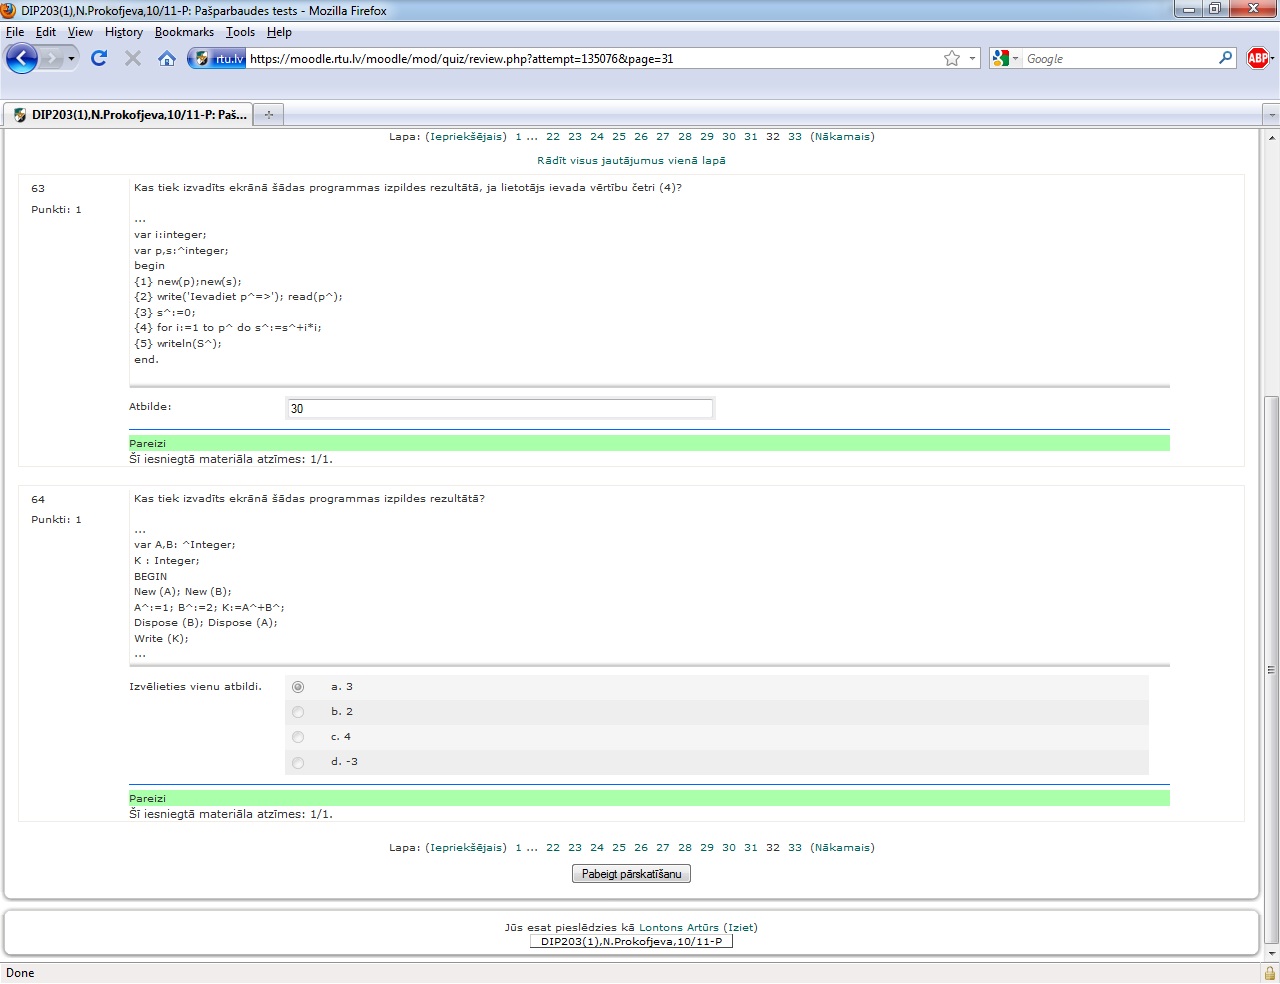 DIP203(1),N.Prokofjeva,10/11-P: Pašparbaudes tests - Mozilla Firefox
File Edit View History Bookmarks Tools Help
rtu.lv https://moodle.rtu.lv/moodle/mod/quiz/review.php?attempt=135076&page=31 Google ABP
DIP203(1),N.Prokofjeva,10/11-P: Paš...
Lapa: (Iepriekšējais) 1 ... 22 23 24 25 26 27 28 29 30 31 32 33 (Nākamais)
Rādīt visus jautājumus vienā lapā
63
Punkti: 1
Kas tiek izvadīts ekrānā šādas programmas izpildes rezultātā, ja lietotājs ievada vērtību četri (4)?
...
var i:integer;
var p,s:^integer;
begin
{1} new(p);new(s);
{2} write('Ievadiet p^=>'); read(p^);
{3} s^:=0;
{4} for i:=1 to p^ do s^:=s^+i*i;
{5} writeln(S^);
end.
Atbilde: 30
Pareizi
Šī iesniegtā materiāla atzīmes: 1/1.
64
Punkti: 1
Kas tiek izvadīts ekrānā šādas programmas izpildes rezultātā?
...
var A,B: ^Integer;
K : Integer;
BEGIN
New (A); New (B);
A^:=1; B^:=2; K:=A^+B^;
Dispose (B); Dispose (A);
Write (K);
...
Izvēlieties vienu atbildi. a. 3
b. 2
c. 4
d. -3
Pareizi
Šī iesniegtā materiāla atzīmes: 1/1.
Lapa: (Iepriekšējais) 1 ... 22 23 24 25 26 27 28 29 30 31 32 33 (Nākamais)
Pabeigt pārskatīšanu
Jūs esat pieslēdzies kā Lontons Artūrs (Iziet)
DIP203(1),N.Prokofjeva,10/11-P
Done